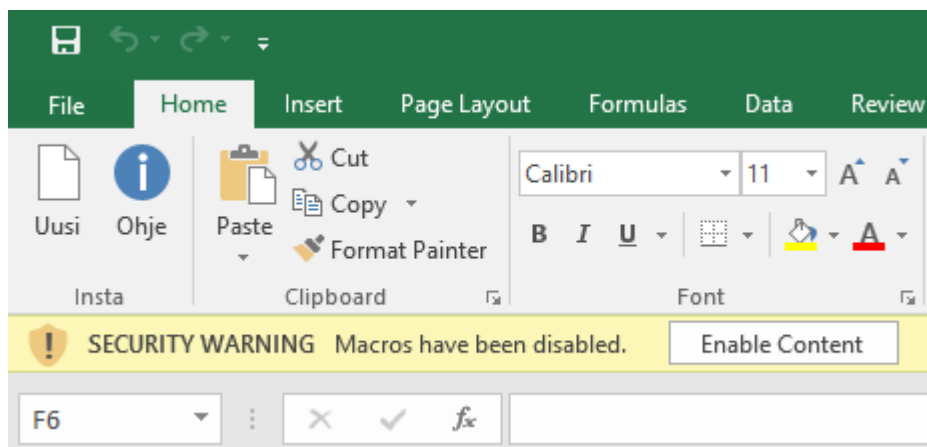 File Home Insert Page Layout Formulas Data Review
Uusi Ohje Paste
Cut
Copy
Format Painter
Calibri 11 A A
B I U A
Insta Clipboard Font
! SECURITY WARNING Macros have been disabled. Enable Content
F6 fx